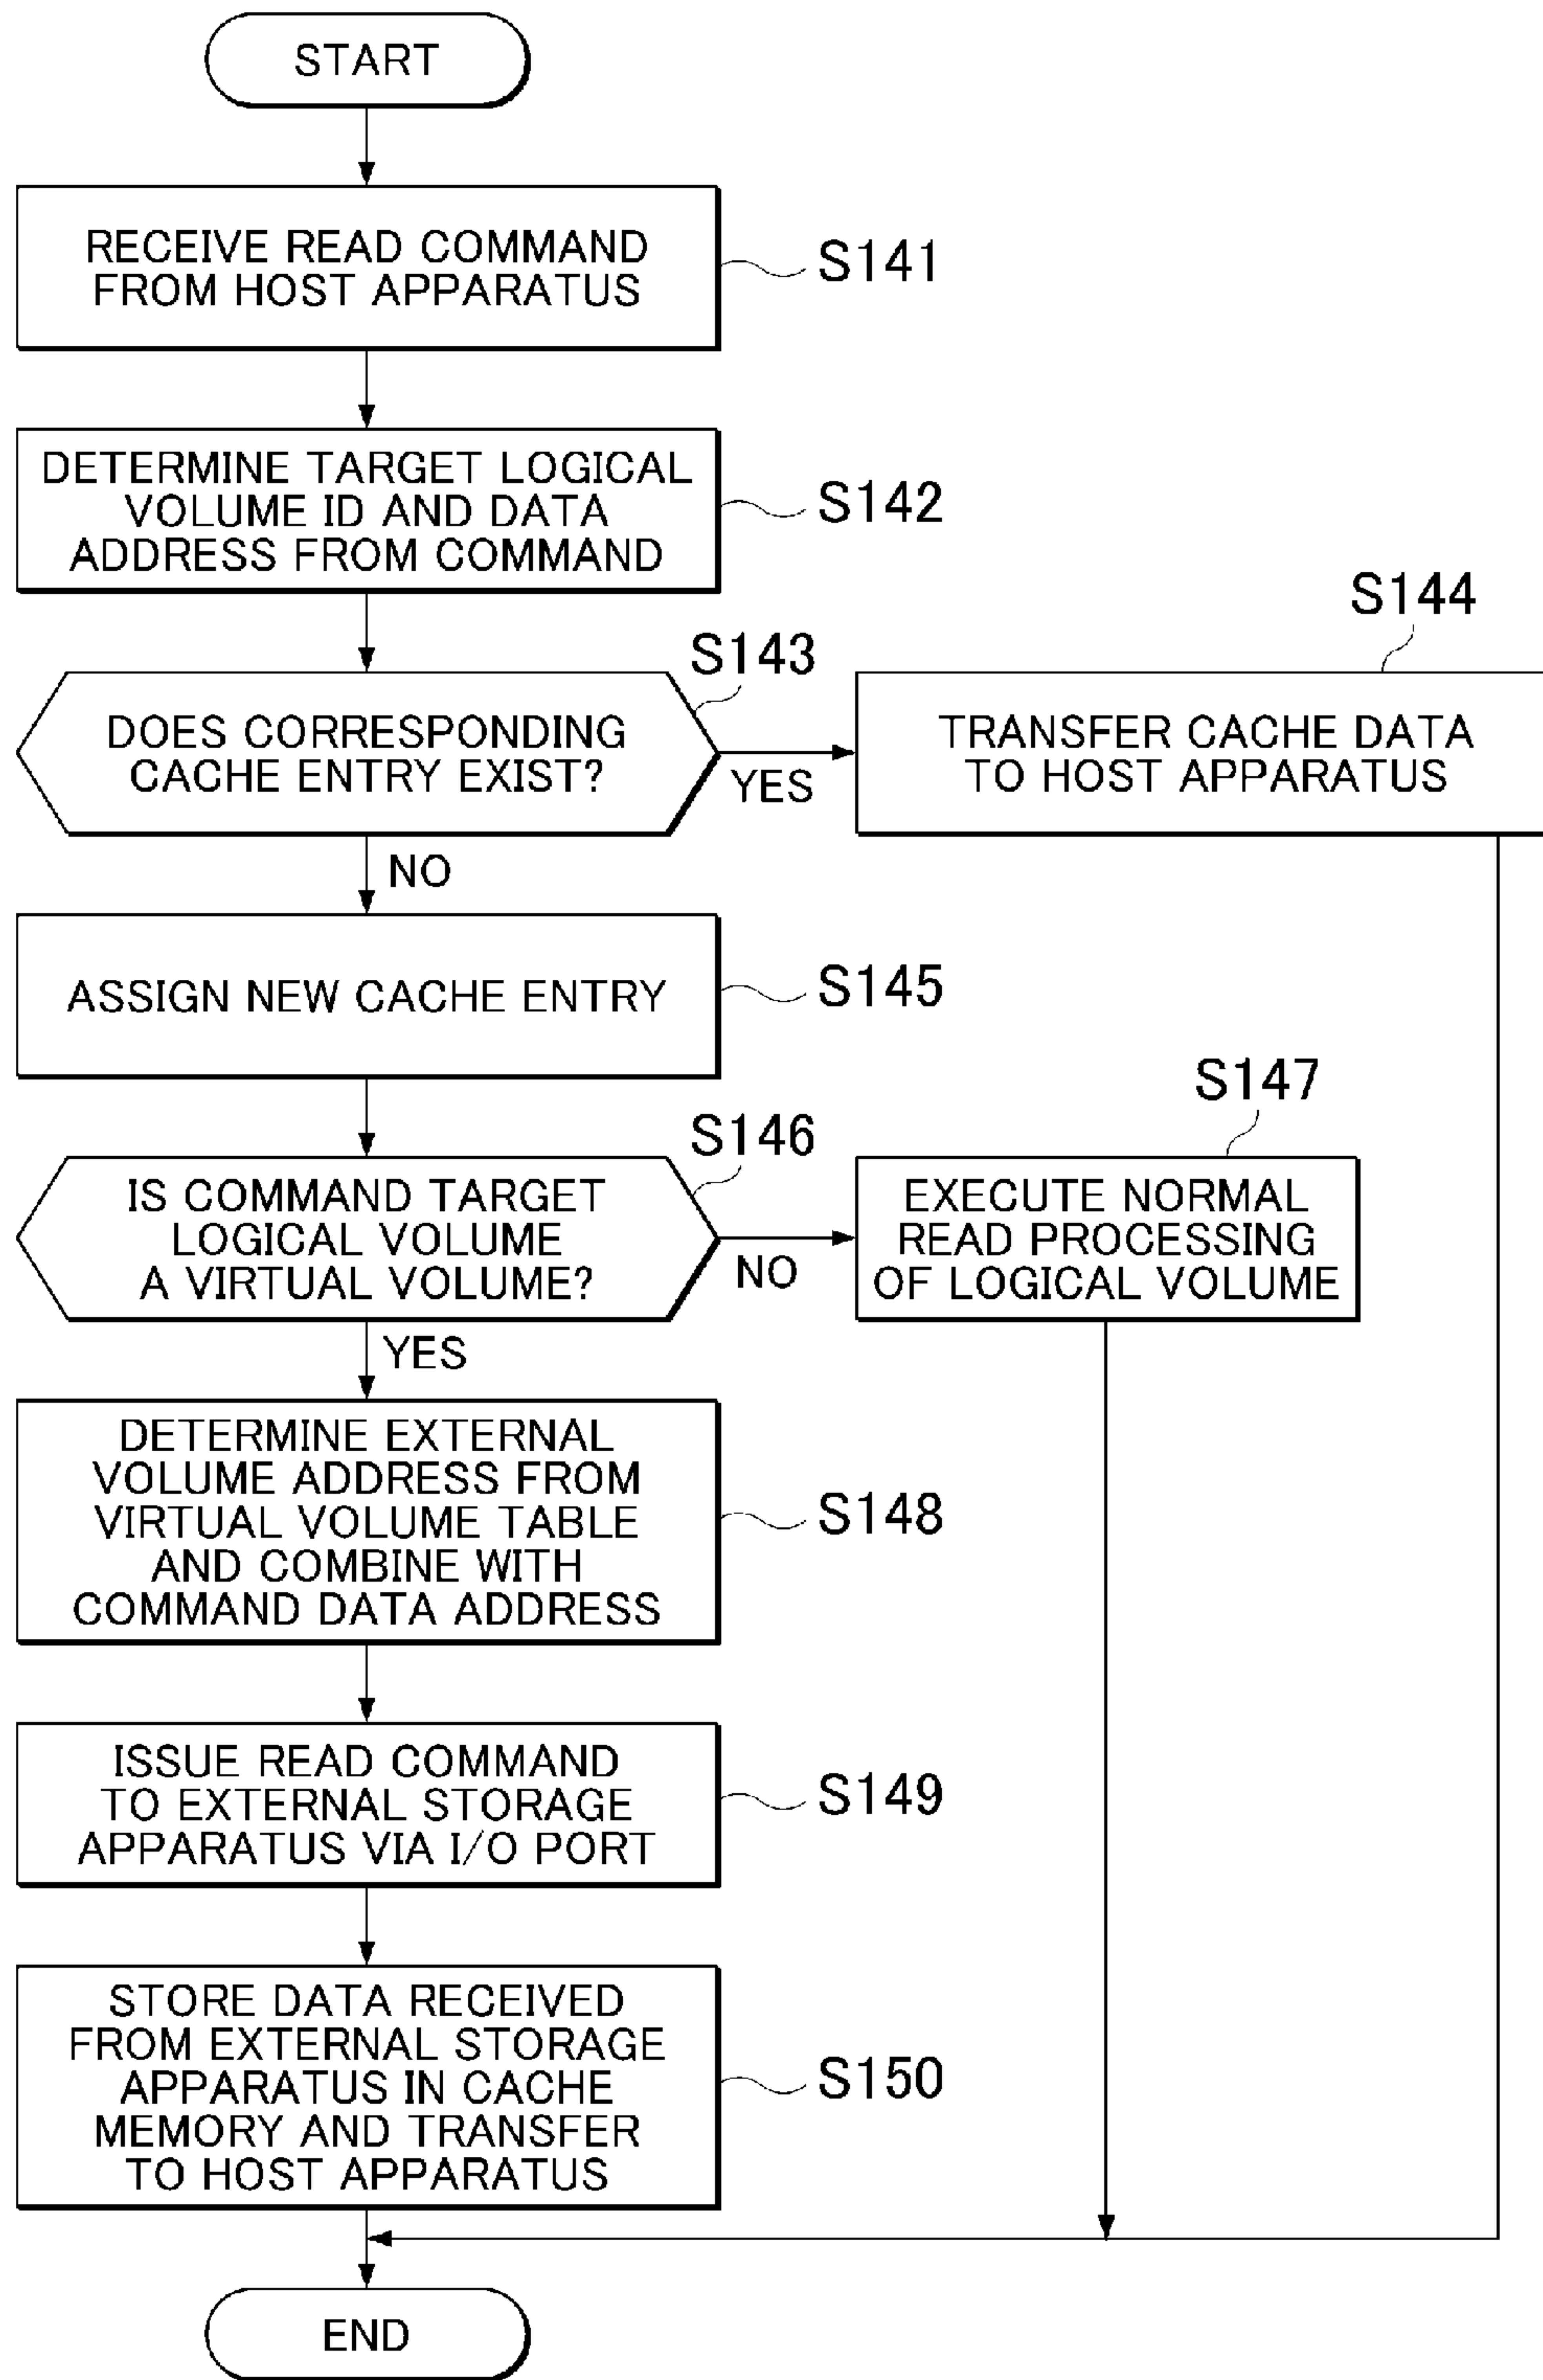 START
RECEIVE READ COMMAND
FROM HOST APPARATUS
S141
DETERMINE TARGET LOGICAL
VOLUME ID AND DATA
ADDRESS FROM COMMAND
S142
S143
DOES CORRESPONDING
CACHE ENTRY EXIST?
YES
NO
S144
TRANSFER CACHE DATA
TO HOST APPARATUS
ASSIGN NEW CACHE ENTRY
S145
S146
IS COMMAND TARGET
LOGICAL VOLUME
A VIRTUAL VOLUME?
NO
YES
S147
EXECUTE NORMAL
READ PROCESSING
OF LOGICAL VOLUME
DETERMINE EXTERNAL
VOLUME ADDRESS FROM
VIRTUAL VOLUME TABLE
AND COMBINE WITH
COMMAND DATA ADDRESS
S148
ISSUE READ COMMAND
TO EXTERNAL STORAGE
APPARATUS VIA I/O PORT
S149
STORE DATA RECEIVED
FROM EXTERNAL STORAGE
APPARATUS IN CACHE
MEMORY AND TRANSFER
TO HOST APPARATUS
S150
END